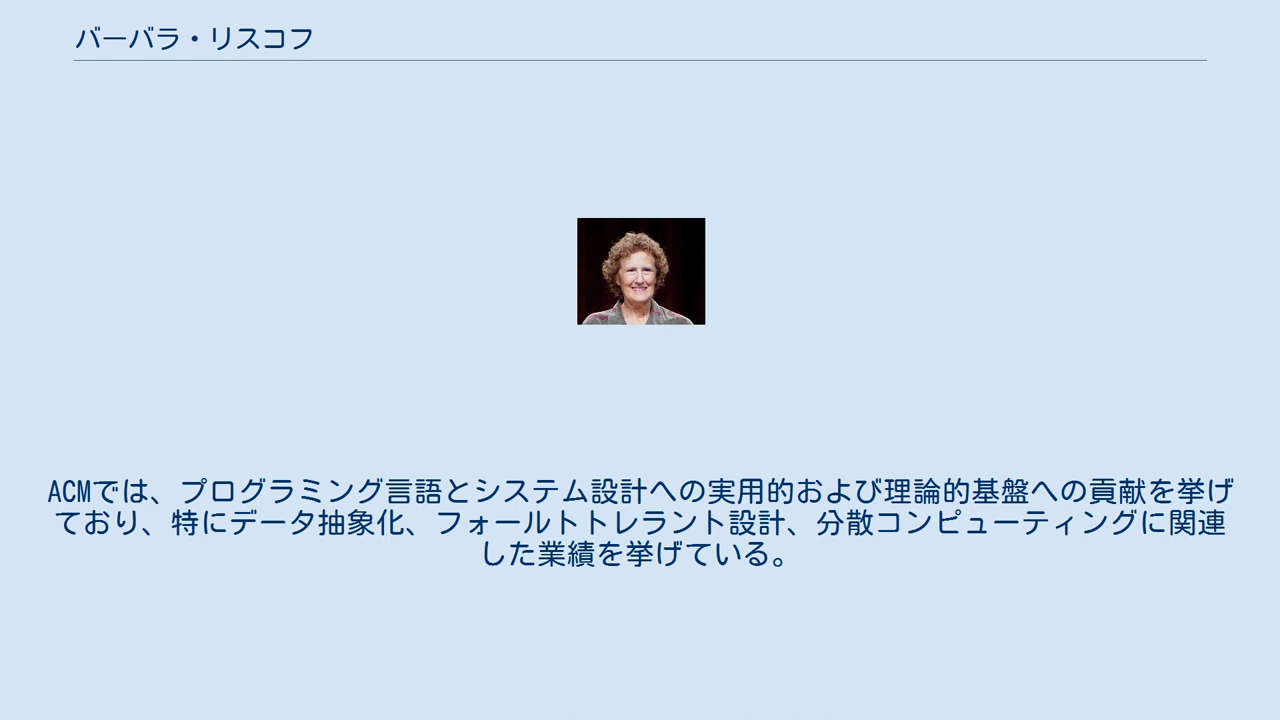 バーバラ・リスコフ
ACMでは、プログラミング言語とシステム設計への実用的および理論的基盤への貢献を挙げ
ており、特にデータ抽象化、フォールトトレラント設計、分散コンピューティングに関連
した業績を挙げている。